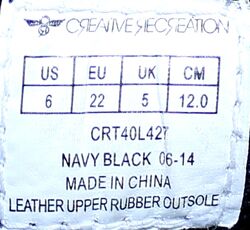 CREATIVE RECREATION
US EU UK CM
6 22 5 12.0
CRT40L427
NAVY BLACK 06-14
MADE IN CHINA
LEATHER UPPER RUBBER OUTSOLE